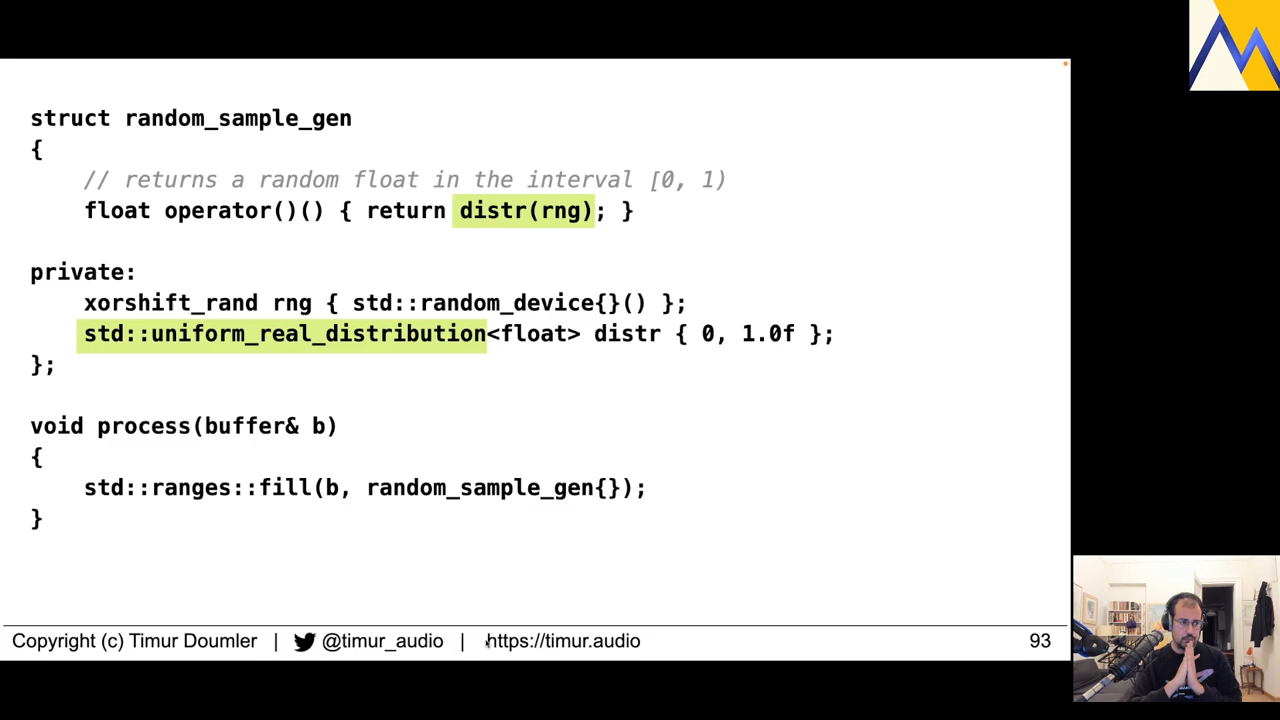 struct random_sample_gen
{
// returns a random float in the interval [0, 1)
float operator()() { return distr(rng); }
private:
xorshift_rand rng { std::random_device{}() };
std::uniform_real_distribution<float> distr { 0, 1.0f };
};
void process(buffer& b)
{
std::ranges::fill(b, random_sample_gen{});
}
Copyright (c) Timur Doumler | @timur_audio | https://timur.audio 93